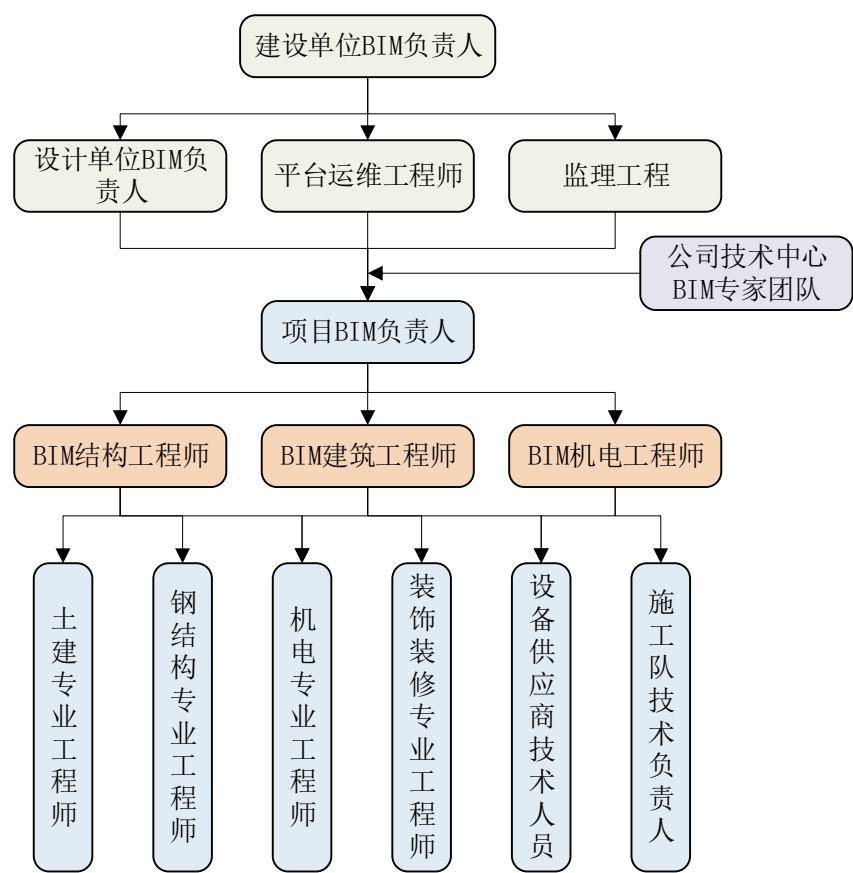 建设单位BIM负责人
设计单位BIM负
责人
平台运维工程师
监理工程
公司技术中心
BIM专家团队
项目BIM负责人
BIM结构工程师
BIM建筑工程师
BIM机电工程师
土建专业工程师
钢结构专业工程师
机电专业工程师
装饰装修专业工程师
设备供应商技术人员
施工队技术负责人